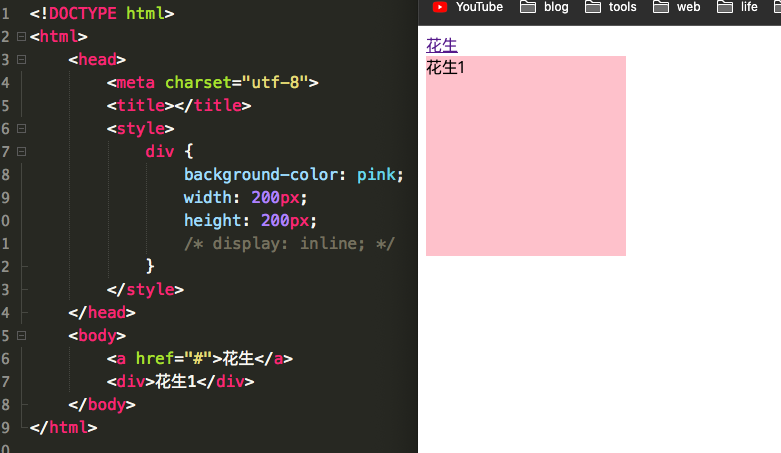 YouTube blog tools web life
1 <!DOCTYPE html>
2 <html>
3 <head>
4 <meta charset="utf-8">
5 <title></title>
6 <style>
7 div {
8 background-color: pink;
9 width: 200px;
0 height: 200px;
1 /* display: inline; */
2 }
3 </style>
4 </head>
5 <body>
6 <a href="#">花生</a>
7 <div>花生1</div>
8 </body>
9 </html>
0
花生
花生1